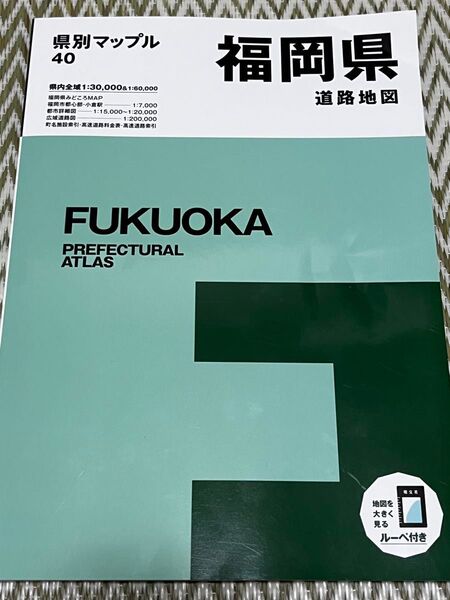 県別マップル
40
福岡県
道路地図
県内全域1:30,000&1:60,000
福岡県みどころMAP
福岡市都心部・小倉駅 1:7,000
都市詳細図 1:15,000~1:20,000
広域道路図 1:200,000
町名施設索引・高速道路料金表・高速道路索引
FUKUOKA
PREFECTURAL
ATLAS
地図を
大きく
見る
昭文社
ルーペ付き